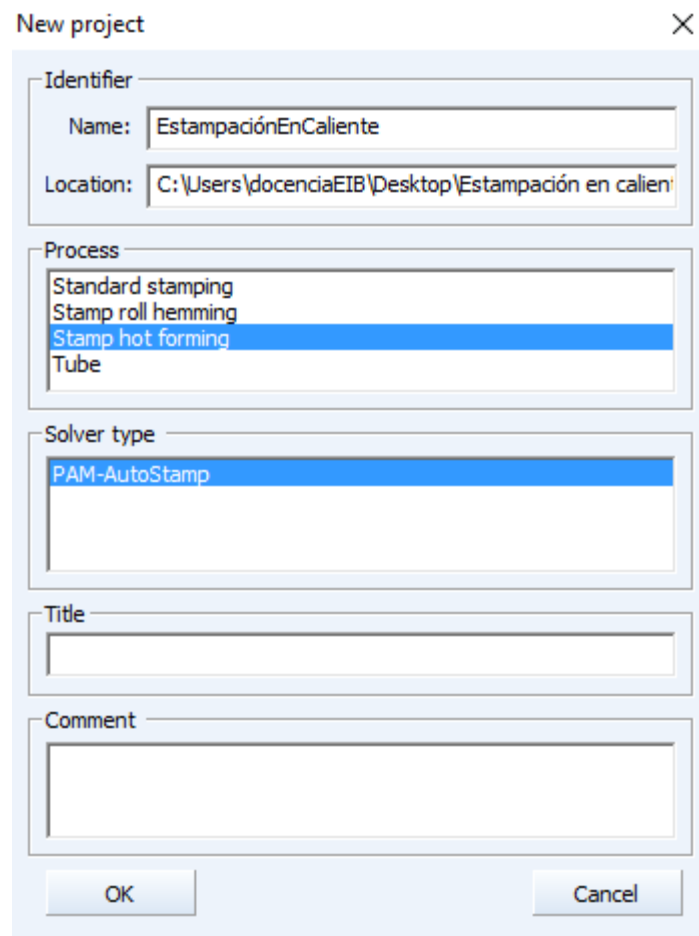 New project
Identifier
Name: EstampaciónEnCaliente
Location: C:\Users\docenciaEIB\Desktop\Estampación en calien
Process
Standard stamping
Stamp roll hemming
Stamp hot forming
Tube
Solver type
PAM-AutoStamp
Title
Comment
OK Cancel